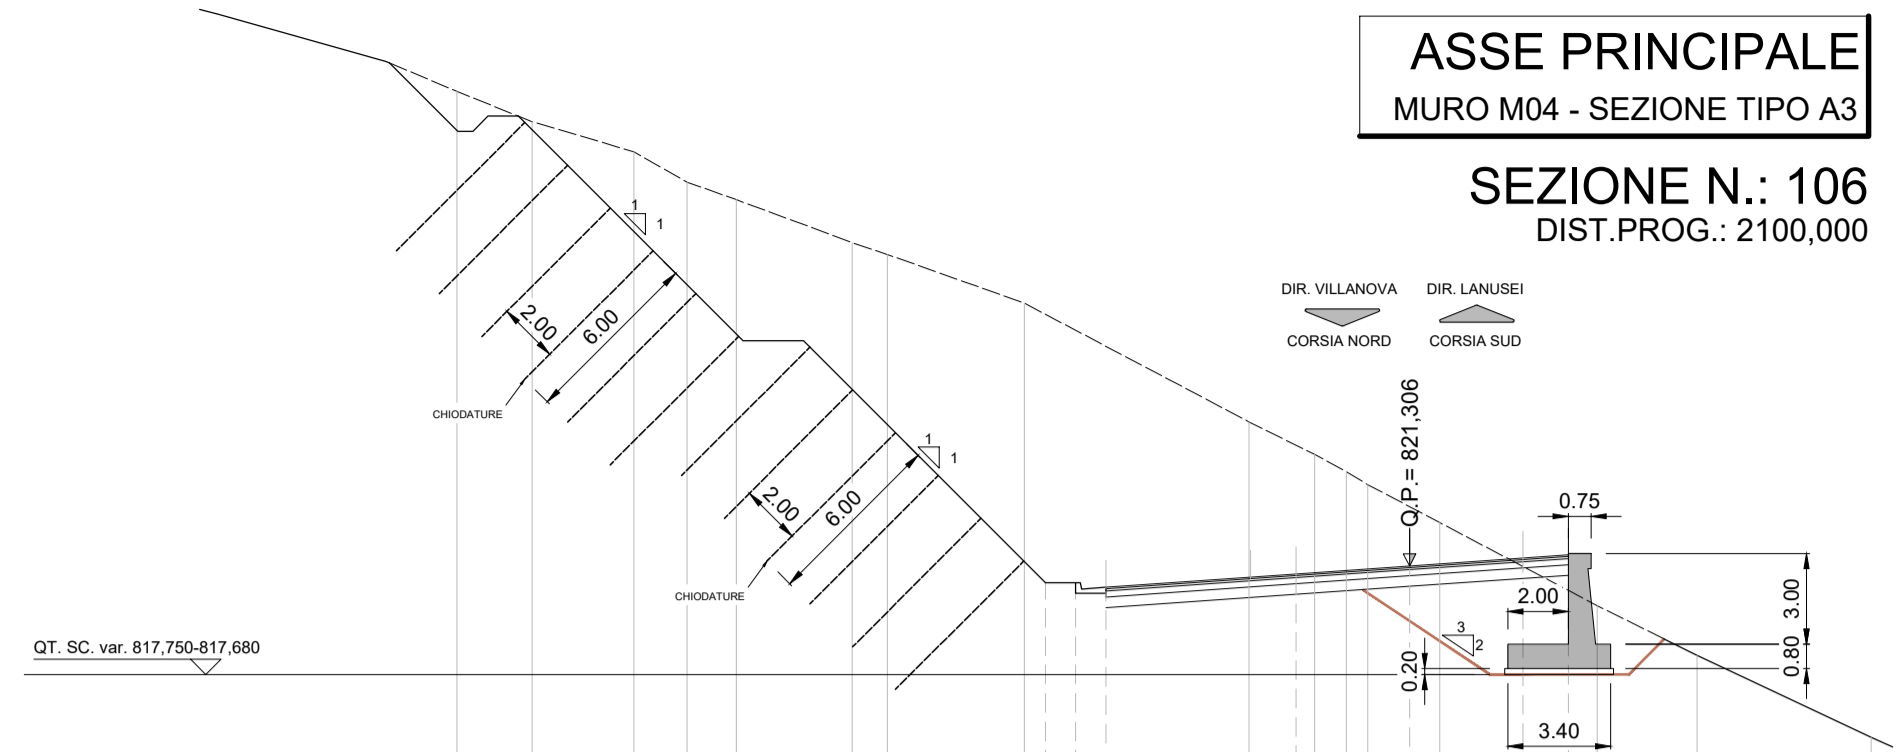 ASSE PRINCIPALE
MURO M04 - SEZIONE TIPO A3
SEZIONE N.: 106
DIST.PROG.: 2100,000
DIR. VILLANOVA
DIR. LANUSEI
CORSIA NORD
CORSIA SUD
1
1
2.00
6.00
CHIODATURE
1
1
2.00
6.00
CHIODATURE
Q.P.= 821,306
0.75
2.00
3.00
3
2
0.80
0.20
3.40
QT. SC. var. 817,750-817,680